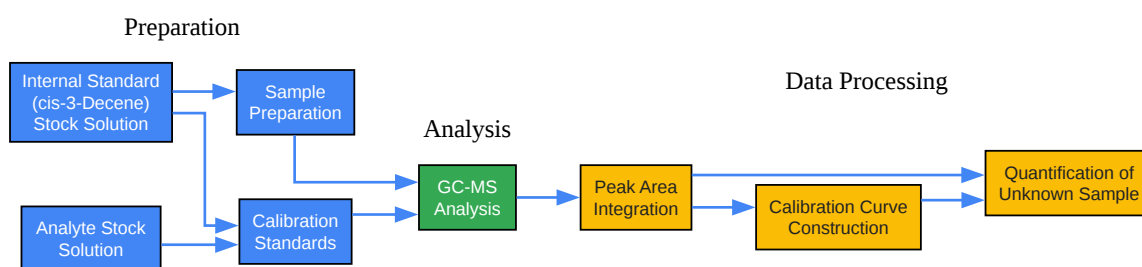 Preparation
Internal Standard
(cis-3-Decene)
Stock Solution
Sample
Preparation
Analyte Stock
Solution
Calibration
Standards
Analysis
GC-MS
Analysis
Data Processing
Peak Area
Integration
Calibration Curve
Construction
Quantification of
Unknown Sample